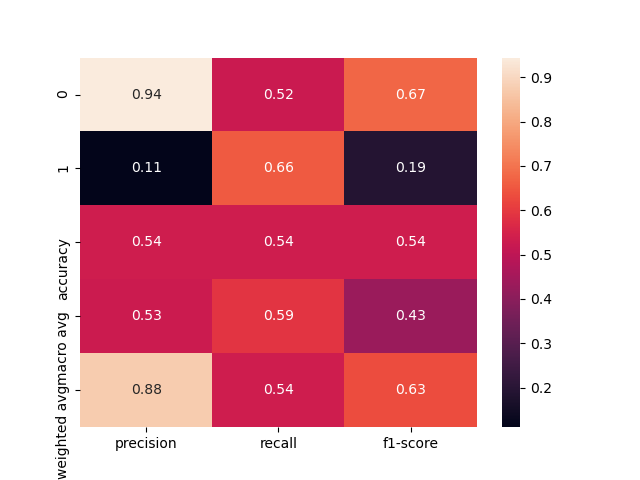 0 0.94 0.52 0.67
1 0.11 0.66 0.19
accuracy 0.54 0.54 0.54
macro avg 0.53 0.59 0.43
weighted avg 0.88 0.54 0.63
precision recall f1-score
0.9
0.8
0.7
0.6
0.5
0.4
0.3
0.2